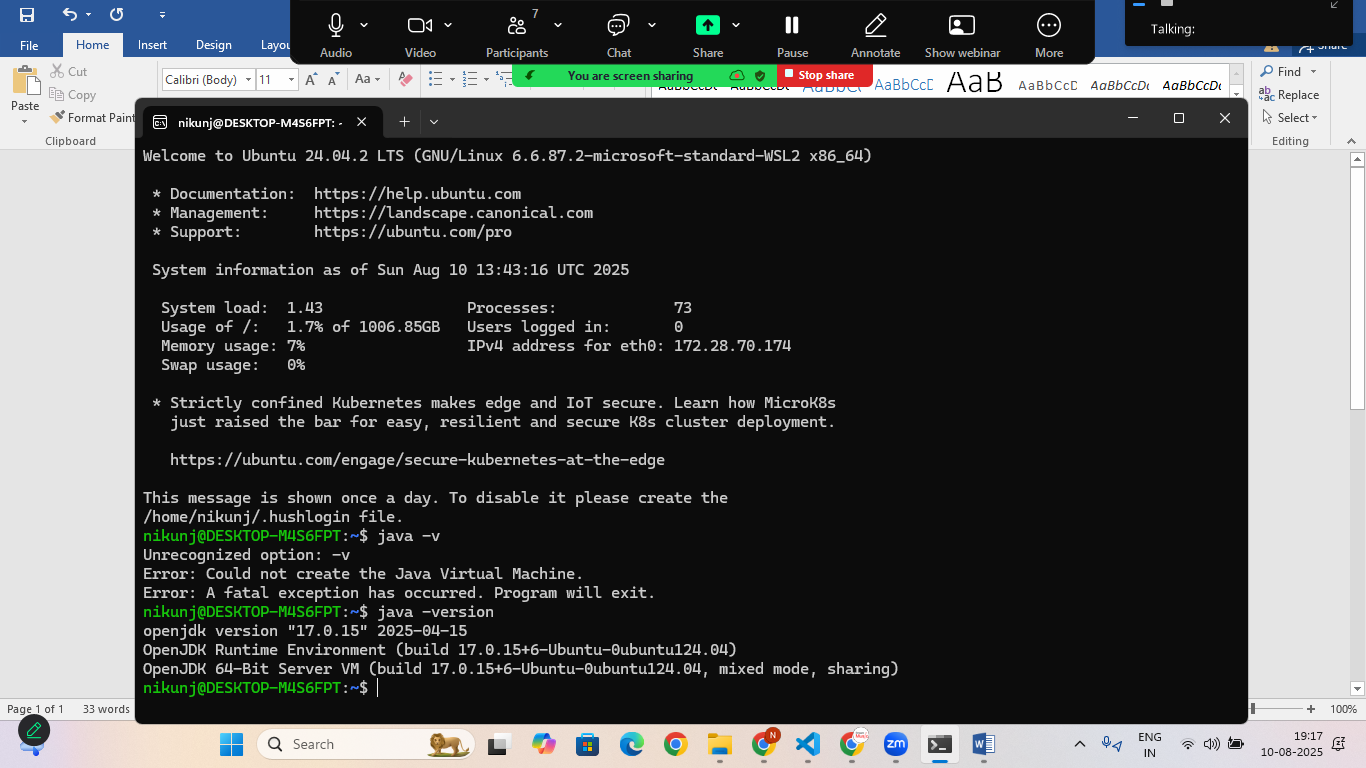 Audio
Video
7
Participants
Chat
Share
Pause
Annotate
Show webinar
More
Talking:
File
Home
Insert
Design
You are screen sharing
Stop share
Paste
Cut
Copy
Format
Clipboard
Calibri (Body)
11
Aa
Find
Replace
Select
Editing
nikunj@DESKTOP-M4S6FPT: ~
Welcome to Ubuntu 24.04.2 LTS (GNU/Linux 6.6.87.2-microsoft-standard-WSL2 x86_64)
* Documentation: https://help.ubuntu.com
* Management: https://landscape.canonical.com
* Support: https://ubuntu.com/pro
System information as of Sun Aug 10 13:43:16 UTC 2025
System load: 1.43 Processes: 73
Usage of /: 1.7% of 1006.85GB Users logged in: 0
Memory usage: 7% IPv4 address for eth0: 172.28.70.174
Swap usage: 0%
* Strictly confined Kubernetes makes edge and IoT secure. Learn how MicroK8s
just raised the bar for easy, resilient and secure K8s cluster deployment.
https://ubuntu.com/engage/secure-kubernetes-at-the-edge
This message is shown once a day. To disable it please create the
/home/nikunj/.hushlogin file.
nikunj@DESKTOP-M4S6FPT:~$ java -v
Unrecognized option: -v
Error: Could not create the Java Virtual Machine.
Error: A fatal exception has occurred. Program will exit.
nikunj@DESKTOP-M4S6FPT:~$ java -version
openjdk version "17.0.15" 2025-04-15
OpenJDK Runtime Environment (build 17.0.15+6-Ubuntu-0ubuntu124.04)
OpenJDK 64-Bit Server VM (build 17.0.15+6-Ubuntu-0ubuntu124.04, mixed mode, sharing)
nikunj@DESKTOP-M4S6FPT:~$
Page 1 of 1 33 words
100%
Search
ENG
IN
19:17
10-08-2025